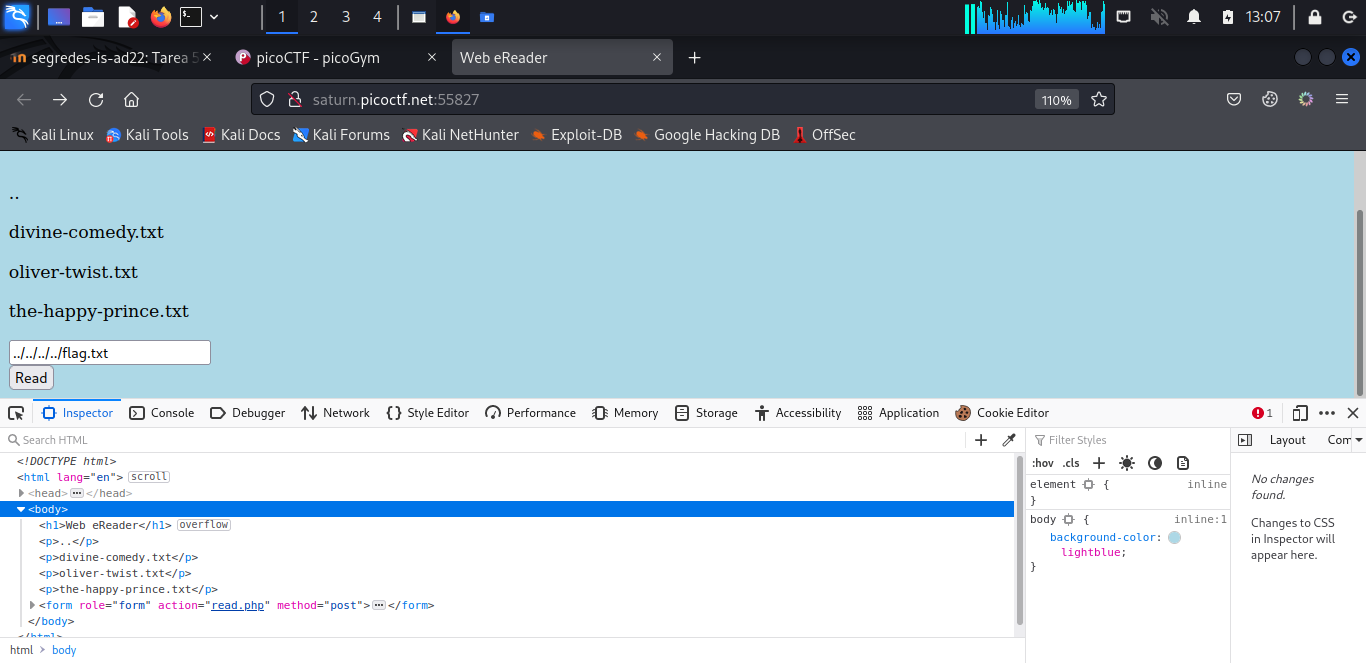 1 2 3 4 13:07
segredes-is-ad22: Tarea 5 picoCTF - picoGym Web eReader
saturn.picoctf.net:55827 110%
Kali Linux Kali Tools Kali Docs Kali Forums Kali NetHunter Exploit-DB Google Hacking DB OffSec
..
divine-comedy.txt
oliver-twist.txt
the-happy-prince.txt
../../../../flag.txt
Read
Inspector Console Debugger Network Style Editor Performance Memory Storage Accessibility Application Cookie Editor 1
Search HTML
<!DOCTYPE html>
<html lang="en"> scroll
<head> ••• </head>
<body>
<h1>Web eReader</h1> overflow
<p>..</p>
<p>divine-comedy.txt</p>
<p>oliver-twist.txt</p>
<p>the-happy-prince.txt</p>
<form role="form" action="read.php" method="post"> ••• </form>
</body>
</html>
html > body
Filter Styles
:hov .cls
element { inline
}
body { inline:1
background-color:
lightblue;
}
Layout Com
No changes
found.
Changes to CSS
in Inspector will
appear here.